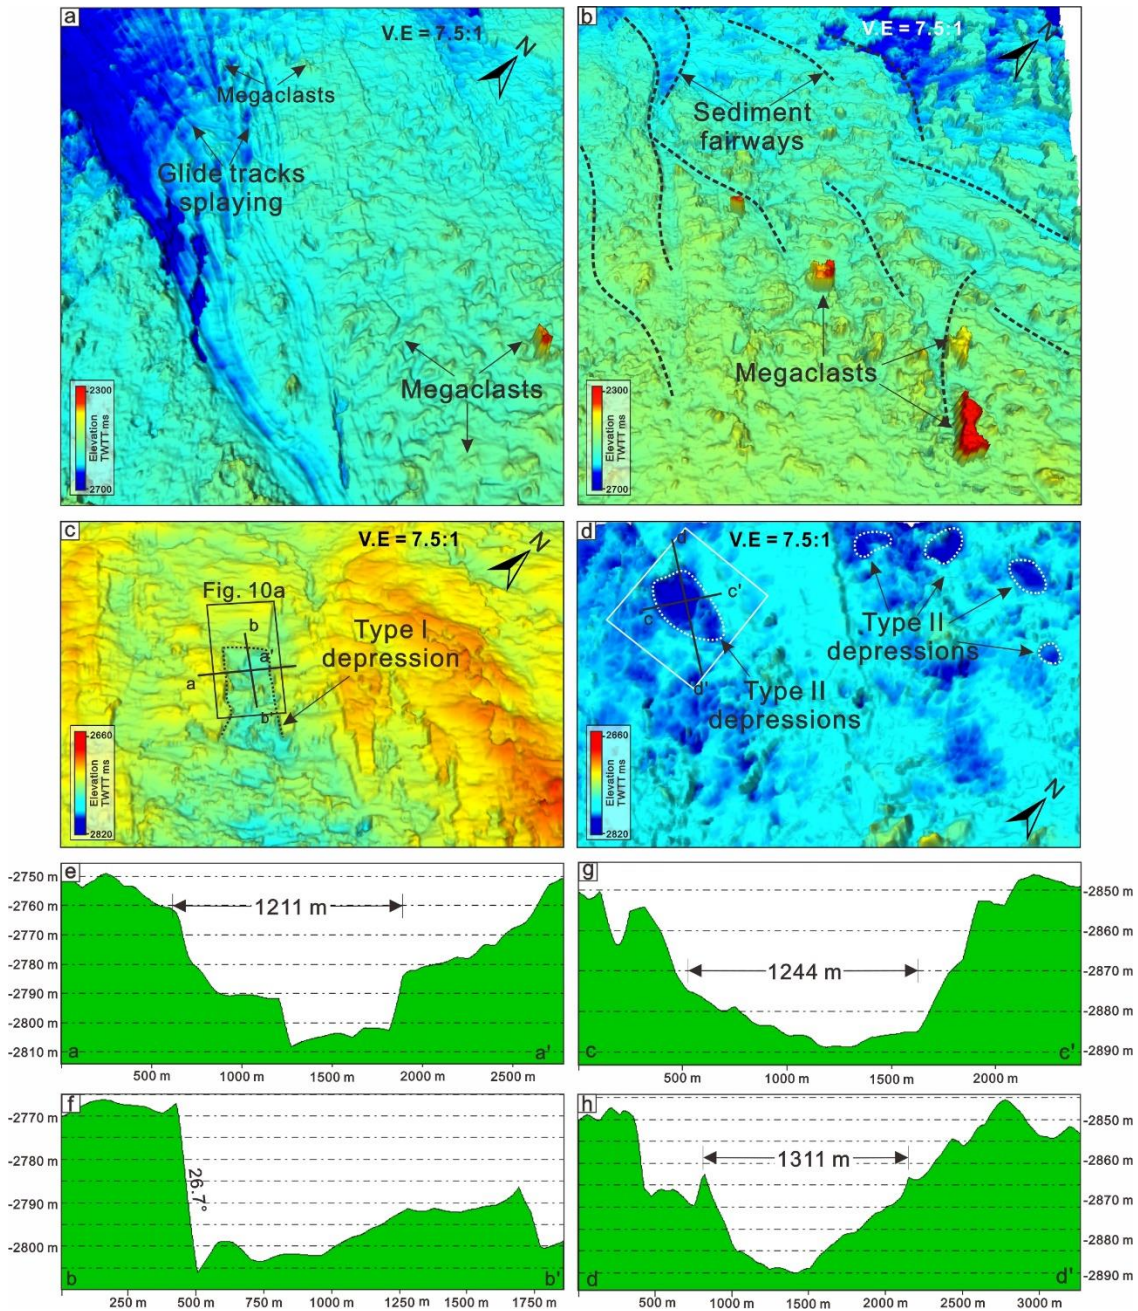 a
V.E = 7.5:1
N
Megaclasts
Glide tracks
splaying
Megaclasts
2300
Elevation
TWTT ms
2700
b
V.E = 7.5:1
N
Sediment
fairways
Megaclasts
2300
Elevation
TWTT ms
2700
c
V.E = 7.5:1
N
Fig. 10a
b
a'
a
b'
Type I
depression
2660
Elevation
TWTT ms
2820
d
V.E = 7.5:1
d
c'
c
d'
Type II
depressions
Type II
depressions
2660
Elevation
TWTT ms
2820
N
e
-2750 m
-2760 m
-2770 m
-2780 m
-2790 m
-2800 m
-2810 m
1211 m
a
a'
500 m
1000 m
1500 m
2000 m
2500 m
g
-2850 m
-2860 m
-2870 m
-2880 m
-2890 m
1244 m
c
c'
500 m
1000 m
1500 m
2000 m
f
-2770 m
-2780 m
-2790 m
-2800 m
26.7°
b
b'
250 m
500 m
750 m
1000 m
1250 m
1500 m
1750 m
h
-2850 m
-2860 m
-2870 m
-2880 m
-2890 m
1311 m
d
d'
500 m
1000 m
1500 m
2000 m
2500 m
3000 m